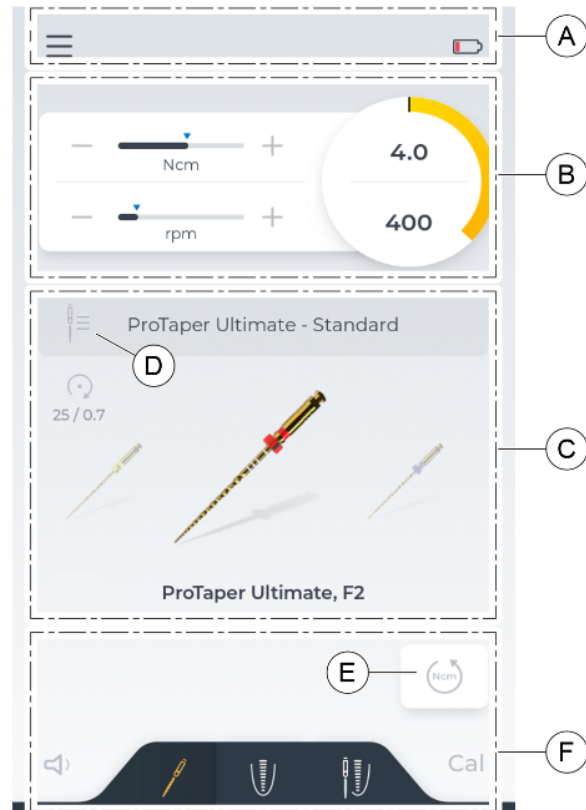 A
4.0
Ncm
B
400
rpm
ProTaper Ultimate - Standard
D
25 / 0.7
C
ProTaper Ultimate, F2
E
Ncm
Cal
F